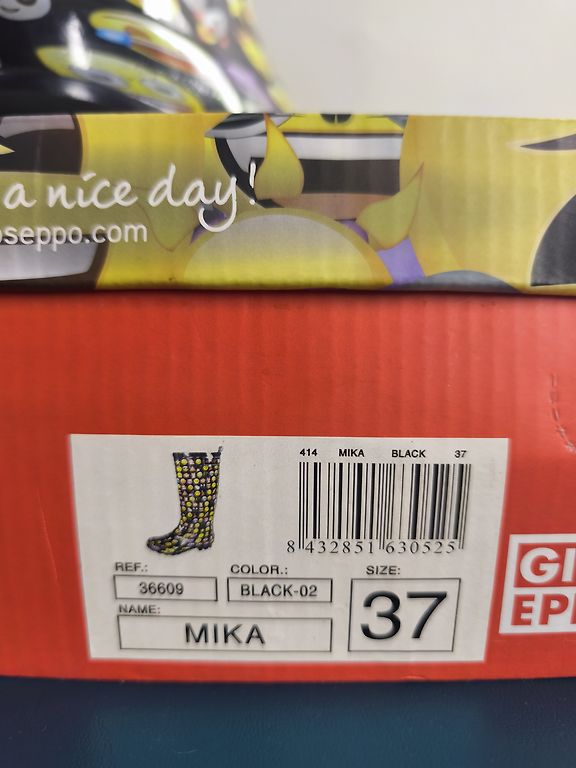 a nice day!
oseppo.com
414 MIKA BLACK 37
8 432851 630525
REF.: COLOR.: SIZE:
36609 BLACK-02 37
NAME:
MIKA
GI
EPP